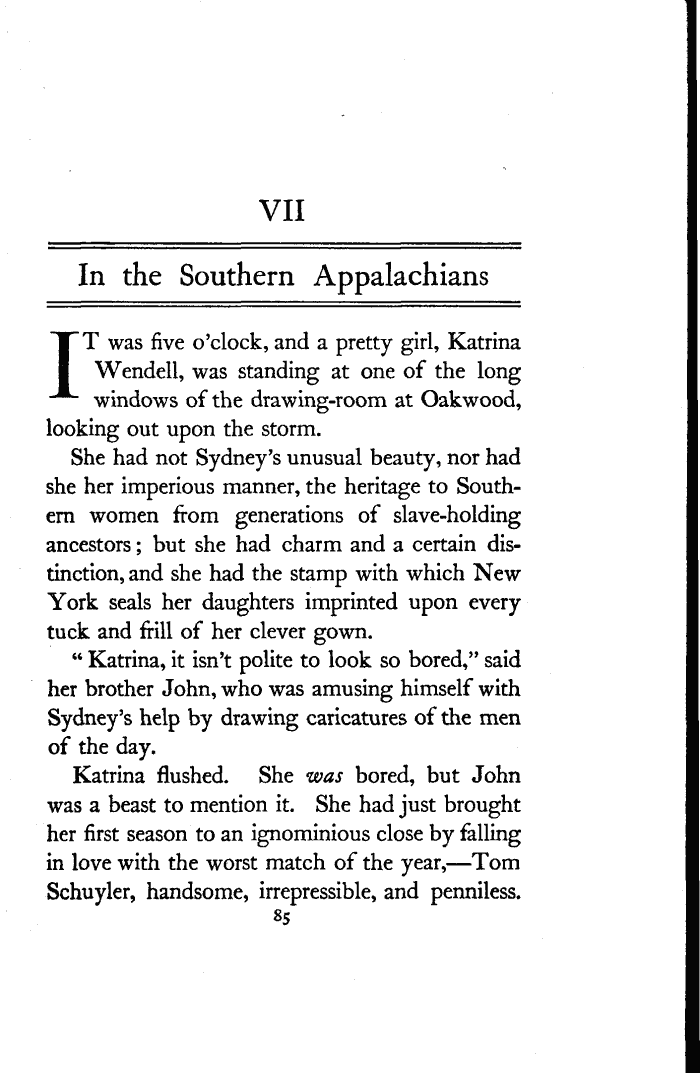 VII
In the Southern Appalachians
IT was five o'clock, and a pretty girl, Katrina
Wendell, was standing at one of the long
windows of the drawing-room at Oakwood,
looking out upon the storm.
She had not Sydney's unusual beauty, nor had
she her imperious manner, the heritage to South-
ern women from generations of slave-holding
ancestors; but she had charm and a certain dis-
tinction, and she had the stamp with which New
York seals her daughters imprinted upon every
tuck and frill of her clever gown.
"Katrina, it isn't polite to look so bored," said
her brother John, who was amusing himself with
Sydney's help by drawing caricatures of the men
of the day.
Katrina flushed. She was bored, but John
was a beast to mention it. She had just brought
her first season to an ignominious close by falling
in love with the worst match of the year,—Tom
Schuyler, handsome, irrepressible, and penniless.
85